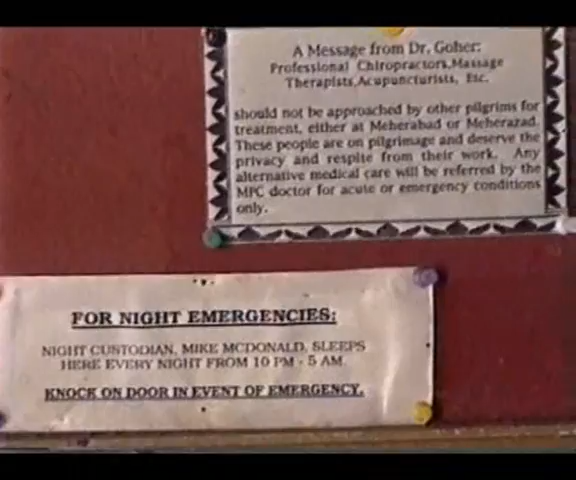 A Message from Dr. Goher:
Professional Chiropractors, Massage
Therapists, Acupuncturists, Etc.
should not be approached by other pilgrims for
treatment, either at Meherabad or Meherazad.
These people are on pilgrimage and deserve the
privacy and respite from their work. Any
alternative medical care will be referred by the
MPC doctor for acute or emergency conditions
only.
FOR NIGHT EMERGENCIES:
NIGHT CUSTODIAN, MIKE MCDONALD, SLEEPS
HERE EVERY NIGHT FROM 10 PM - 5 AM.
KNOCK ON DOOR IN EVENT OF EMERGENCY.